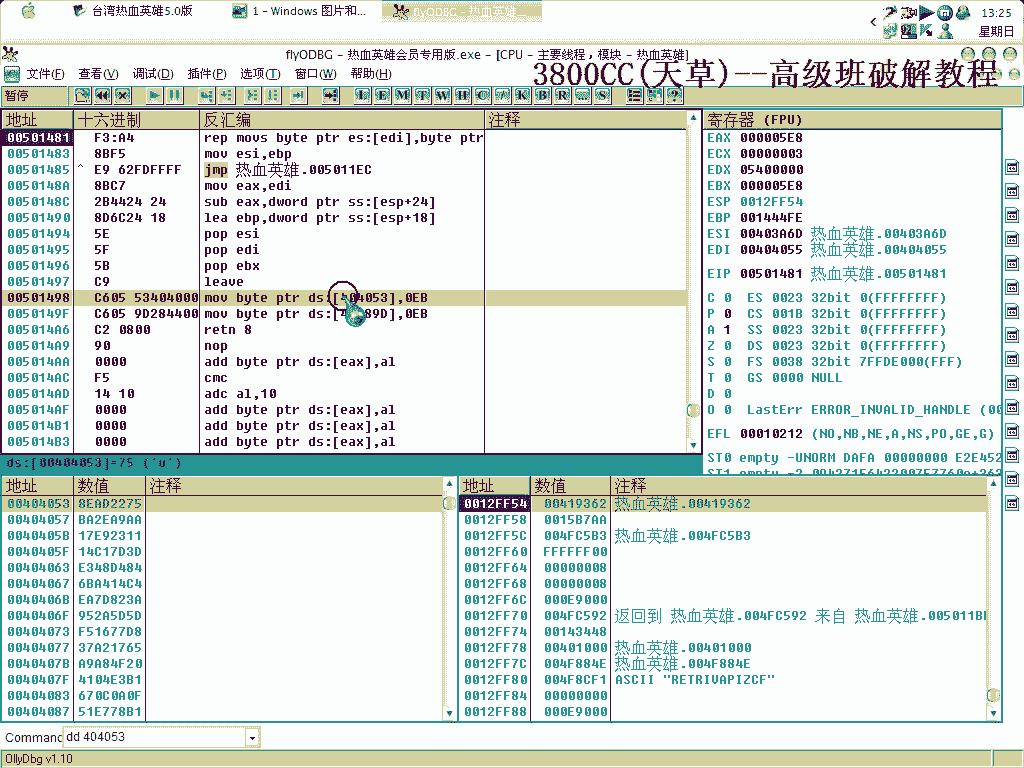 台湾热血英雄5.0版
1 - Windows 图片和...
flyODBG - 热血英雄...
13:25
星期日
flyODBG - 热血英雄会员专用版.exe - [CPU - 主要线程，模块 - 热血英雄]
文件(F) 查看(V) 调试(D) 插件(P) 选项(T) 窗口(W) 帮助(H)
3800CC(天草)--高级班破解教程
暂停
L E M T W H C / K B R ... S
地址 十六进制 反汇编 注释
00501481 F3:A4 rep movs byte ptr es:[edi],byte ptr
00501483 8BF5 mov esi,ebp
00501485 ^ E9 62FDFFFF jmp 热血英雄.005011EC
0050148A 8BC7 mov eax,edi
0050148C 2B4424 24 sub eax,dword ptr ss:[esp+24]
00501490 8D6C24 18 lea ebp,dword ptr ss:[esp+18]
00501494 5E pop esi
00501495 5F pop edi
00501496 5B pop ebx
00501497 C9 leave
00501498 C605 53404000 mov byte ptr ds:[404053],0EB
0050149F C605 9D284400 mov byte ptr ds:[4 89D],0EB
005014A6 C2 0800 retn 8
005014A9 90 nop
005014AA 0000 add byte ptr ds:[eax],al
005014AC F5 cmc
005014AD 14 10 adc al,10
005014AF 0000 add byte ptr ds:[eax],al
005014B1 0000 add byte ptr ds:[eax],al
005014B3 0000 add byte ptr ds:[eax],al
ds:[00404053]=75 ('u')
寄存器 (FPU)
EAX 000005E8
ECX 00000003
EDX 05400000
EBX 000005E8
ESP 0012FF54
EBP 001444FE
ESI 00403A6D 热血英雄.00403A6D
EDI 00404055 热血英雄.00404055
EIP 00501481 热血英雄.00501481
C 0 ES 0023 32bit 0(FFFFFFFF)
P 0 CS 001B 32bit 0(FFFFFFFF)
A 1 SS 0023 32bit 0(FFFFFFFF)
Z 0 DS 0023 32bit 0(FFFFFFFF)
S 0 FS 0038 32bit 7FFDE000(FFF)
T 0 GS 0000 NULL
D 0
O 0 LastErr ERROR_INVALID_HANDLE (00
EFL 00010212 (NO,NB,NE,A,NS,PO,GE,G)
ST0 empty -UNORM DAFA 00000000 E2E452
地址 数值 注释
00404053 8EAD2275
00404057 BA2EA9AA
0040405B 17E92311
0040405F 14C17D3D
00404063 E348D484
00404067 6BA414C4
0040406B EA7D823A
0040406F 952A5D5D
00404073 F51677D8
00404077 37A21765
0040407B A9A84F20
0040407F 4104E3B1
00404083 670C0A0F
00404087 51E778B1
地址 数值 注释
0012FF54 00419362 热血英雄.00419362
0012FF58 0015B7AA
0012FF5C 004FC5B3 热血英雄.004FC5B3
0012FF60 FFFFFF00
0012FF64 00000008
0012FF68 00000008
0012FF6C 000E9000
0012FF70 004FC592 返回到 热血英雄.004FC592 来自 热血英雄.005011B
0012FF74 00143448
0012FF78 00401000 热血英雄.00401000
0012FF7C 004F884E 热血英雄.004F884E
0012FF80 004F8CF1 ASCII "RETRIVAPIZCF"
0012FF84 00000000
0012FF88 000E9000
Command dd 404053
OllyDbg v1.10